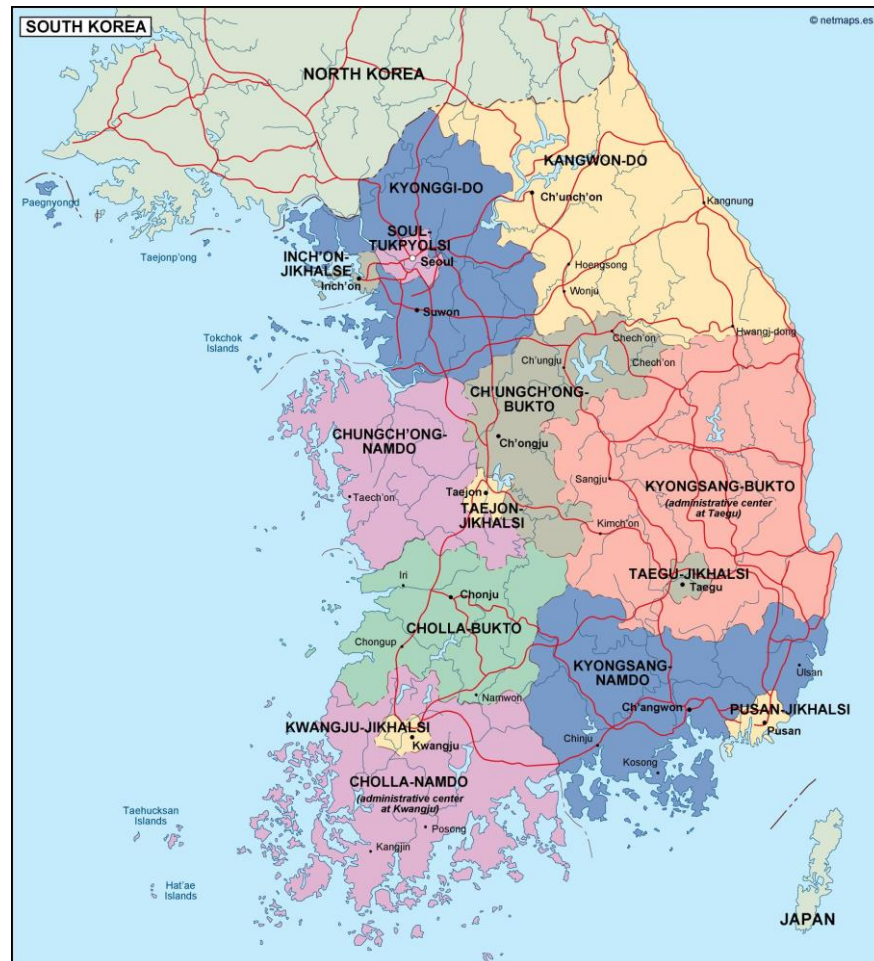 SOUTH KOREA
© netmaps.es
NORTH KOREA
KANGWON-DO
KYONGGI-DO
Ch'unch'on
Paegnyongd
Kangnung
SOUL-
TUKPYOLSI
Seoul
Taejonp'ong
INCH'ON-
JIKHALSE
Inch'on
Hoengsong
Wonju
Suwon
Tokchok
Islands
Hwangj-dong
Chech'on
Ch'ungju
Chech'on
CH'UNGCH'ONG-
BUKTO
CHUNGCH'ONG-
NAMDO
Ch'ongju
Sangju
KYONGSANG-BUKTO
(administrative center
at Taegu)
Taech'on
Taejon
TAEJON-
JIKHALSI
Kimch'on
TAEGU-JIKHALSI
Taegu
Iri
Chonju
CHOLLA-BUKTO
Chongup
KYONGSANG-
NAMDO
Ulsan
Namwon
Ch'angwon
PUSAN-JIKHALSI
Pusan
KWANGJU-JIKHALSI
Kwangju
Chinju
Kosong
CHOLLA-NAMDO
(administrative center
at Kwangju)
Taehucksan
Islands
Posong
Kangjin
Hat'ae
Islands
JAPAN